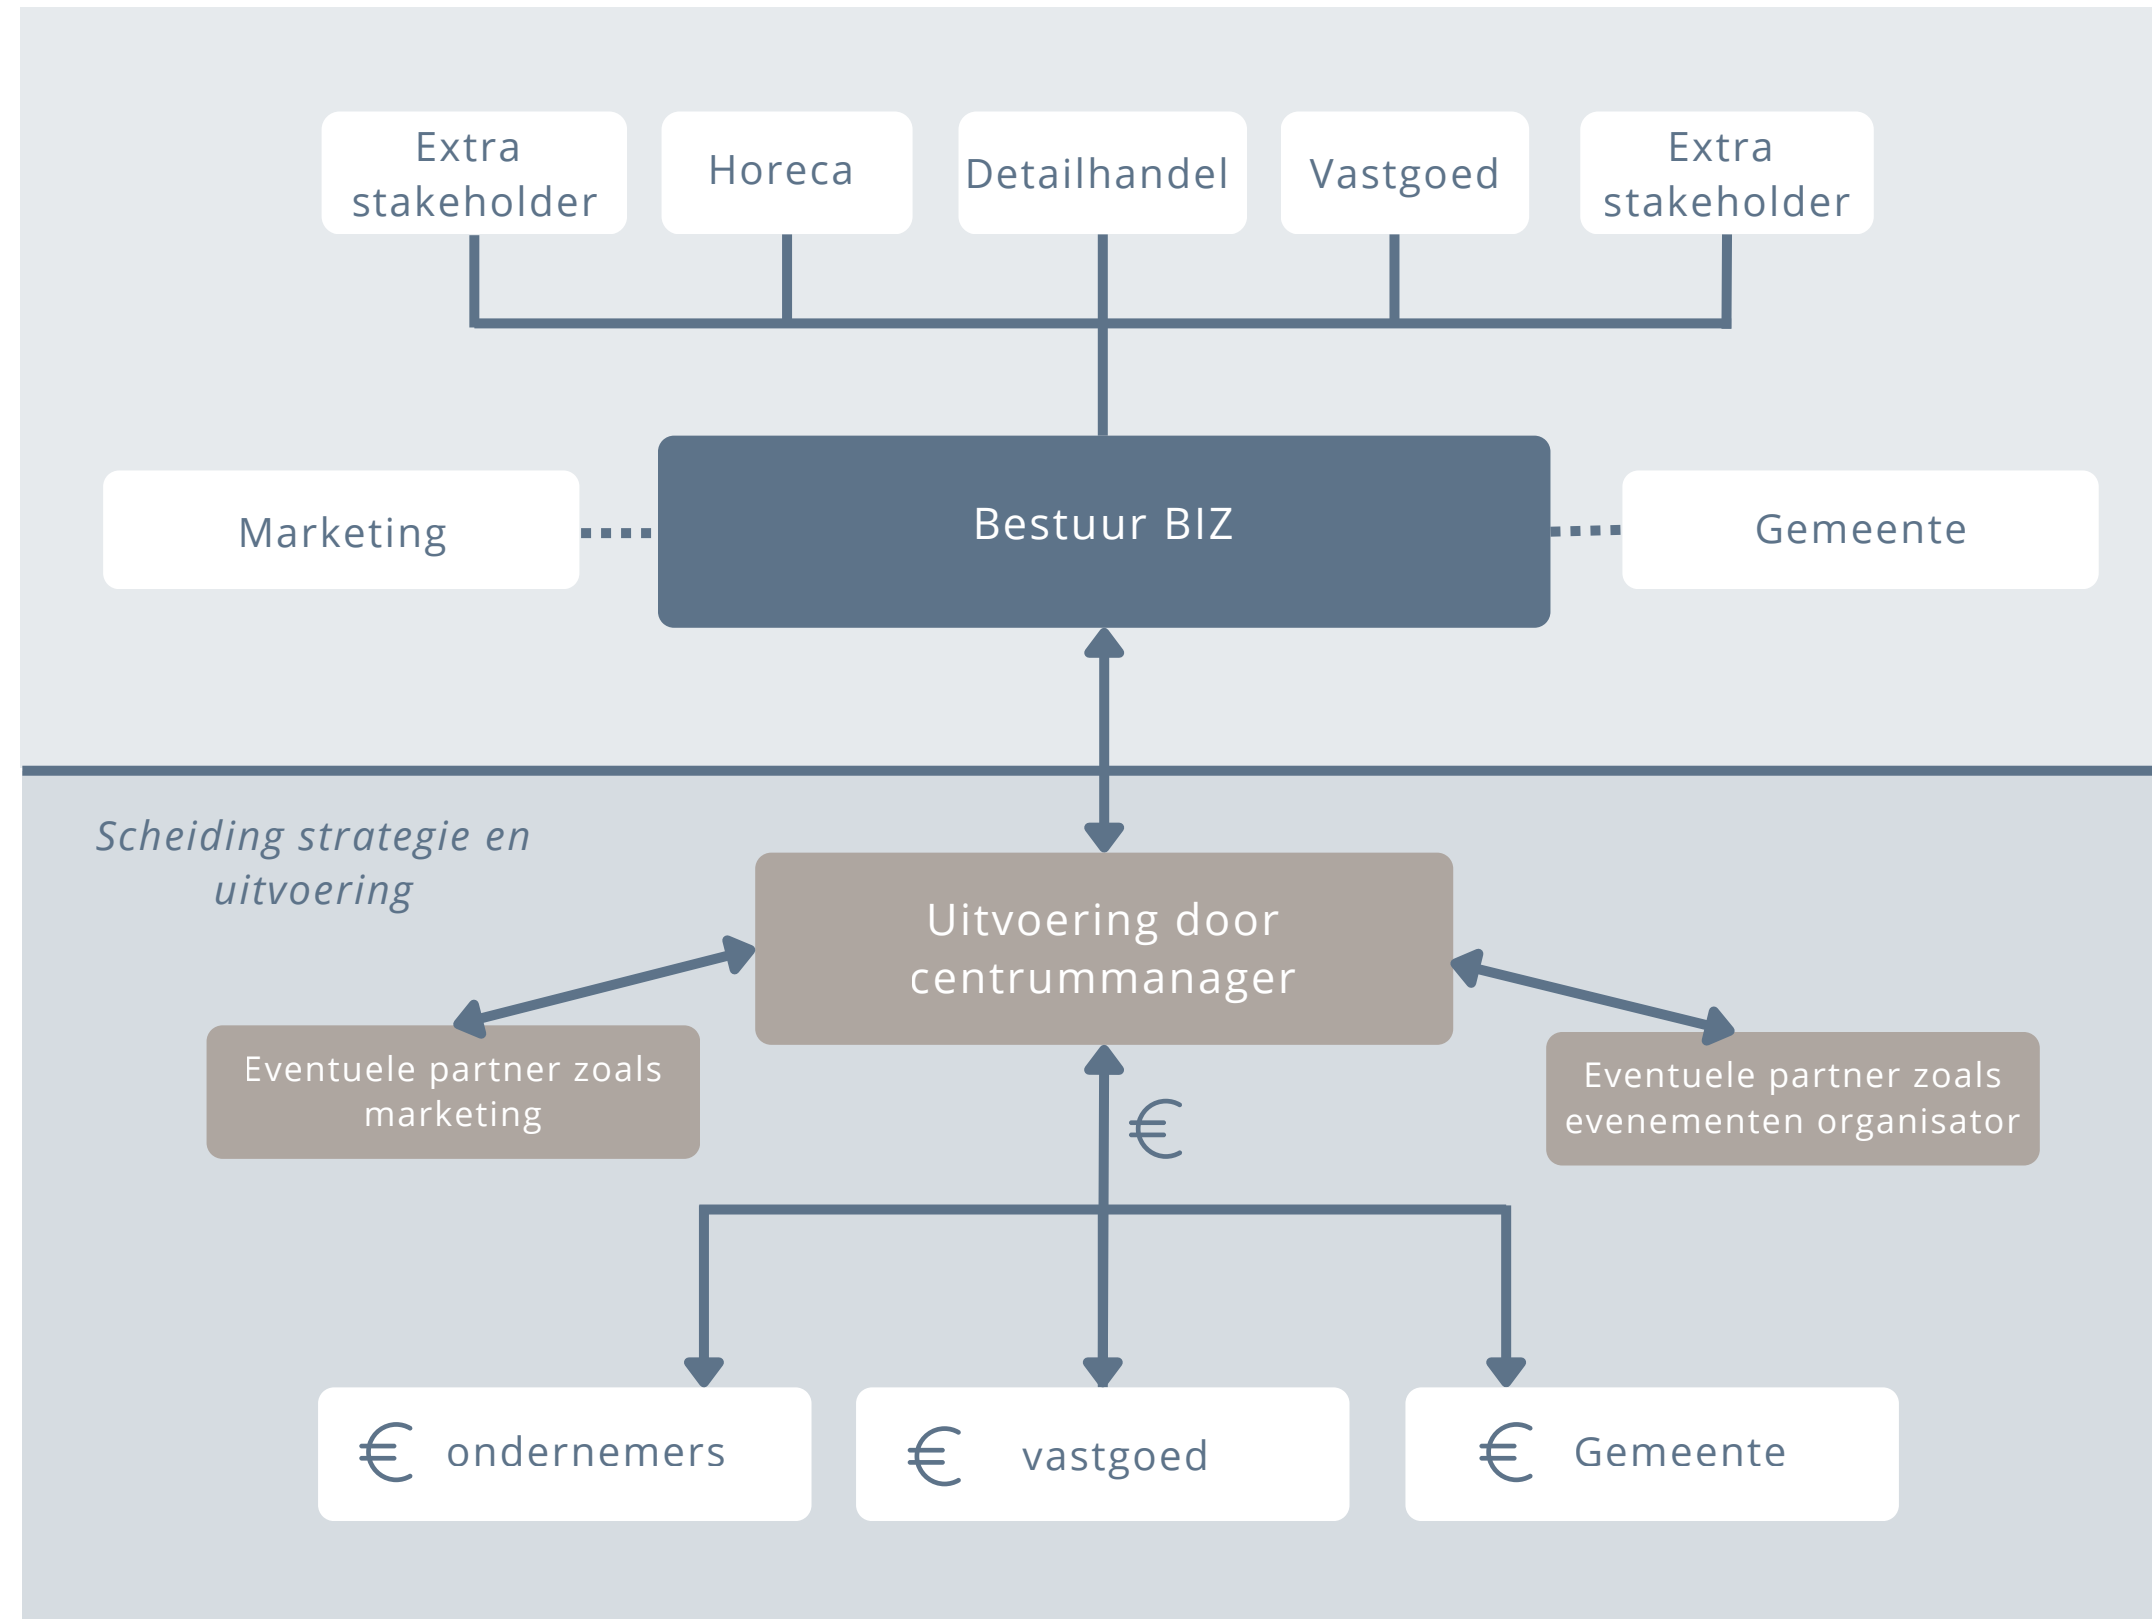 Extra
stakeholder
Horeca
Detailhandel
Vastgoed
Extra
stakeholder
Marketing
Bestuur BIZ
Gemeente
Scheiding strategie en
uitvoering
Uitvoering door
centrummanager
Eventuele partner zoals
marketing
Eventuele partner zoals
evenementen organisator
€
€ ondernemers
€ vastgoed
€ Gemeente